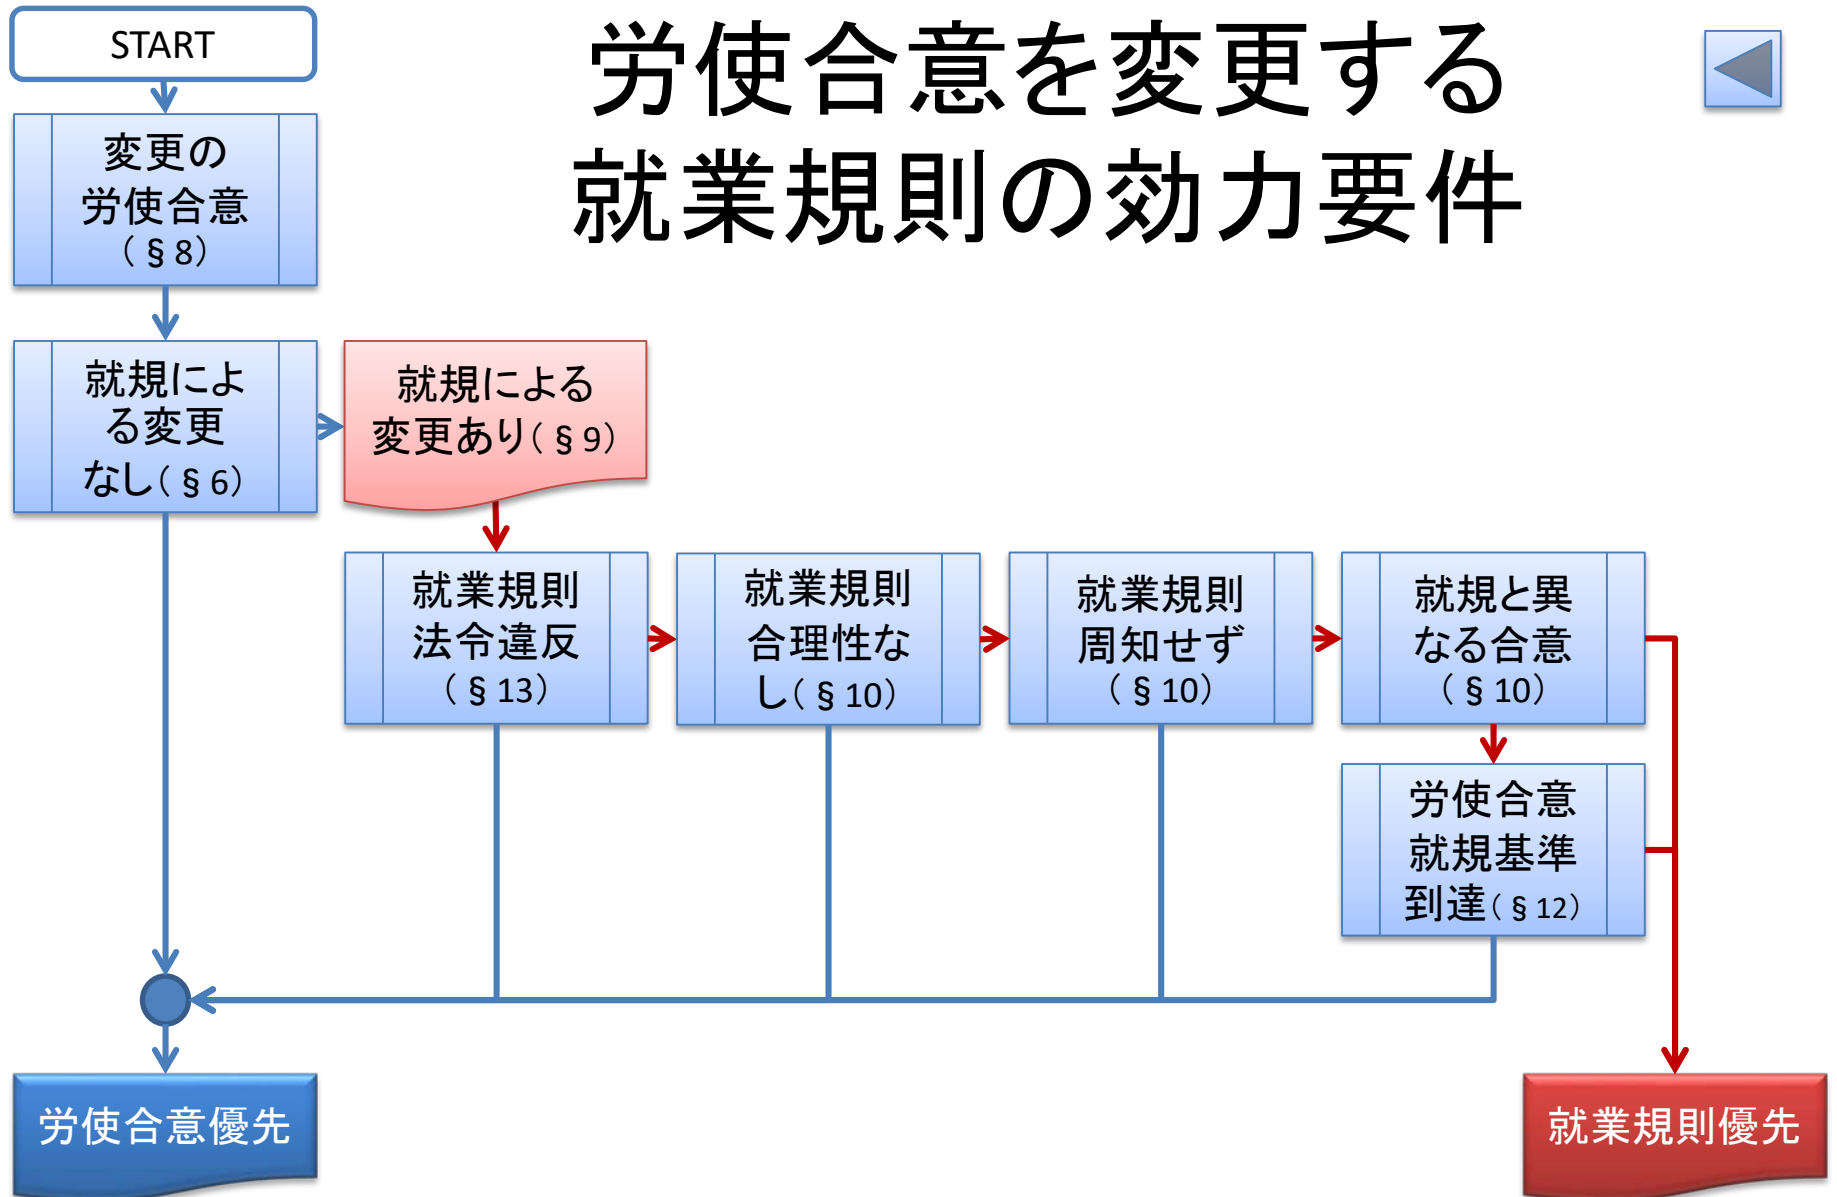 START
労使合意を変更する
就業規則の効力要件
変更の
労使合意
(§8)
就規によ
る変更
なし(§6)
就規による
変更あり(§9)
就業規則
法令違反
(§13)
就業規則
合理性な
し(§10)
就業規則
周知せず
(§10)
就規と異
なる合意
(§10)
労使合意
就規基準
到達(§12)
労使合意優先
就業規則優先